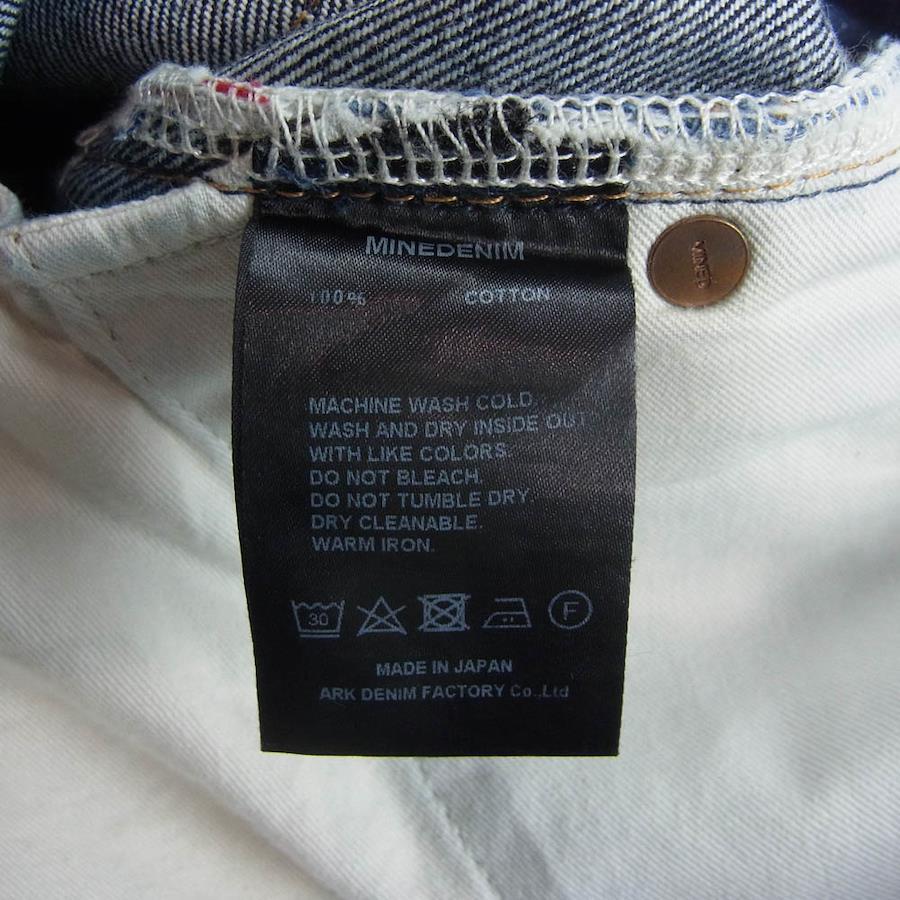 MINEDENIM
100% COTTON
MINED
MACHINE WASH COLD.
WASH AND DRY INSIDE OUT
WITH LIKE COLORS.
DO NOT BLEACH.
DO NOT TUMBLE DRY.
DRY CLEANABLE.
WARM IRON.
30
F
MADE IN JAPAN
ARK DENIM FACTORY Co.,Ltd